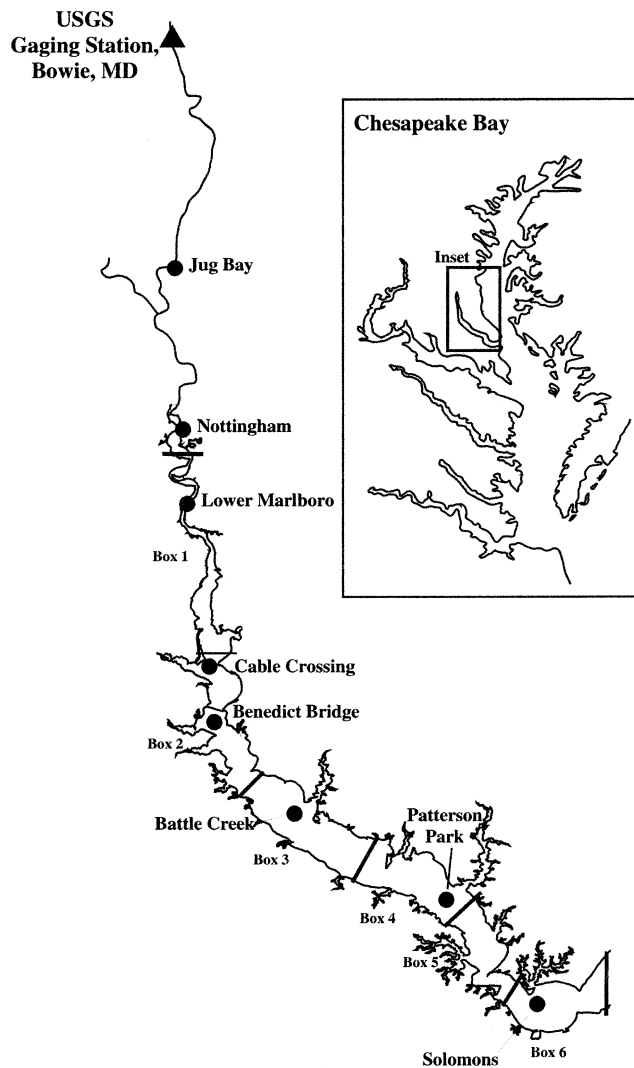 USGS
Gaging Station,
Bowie, MD
Chesapeake Bay
Inset
Jug Bay
Nottingham
Lower Marlboro
Box 1
Cable Crossing
Benedict Bridge
Box 2
Battle Creek
Patterson
Park
Box 3
Box 4
Box 5
Solomons
Box 6